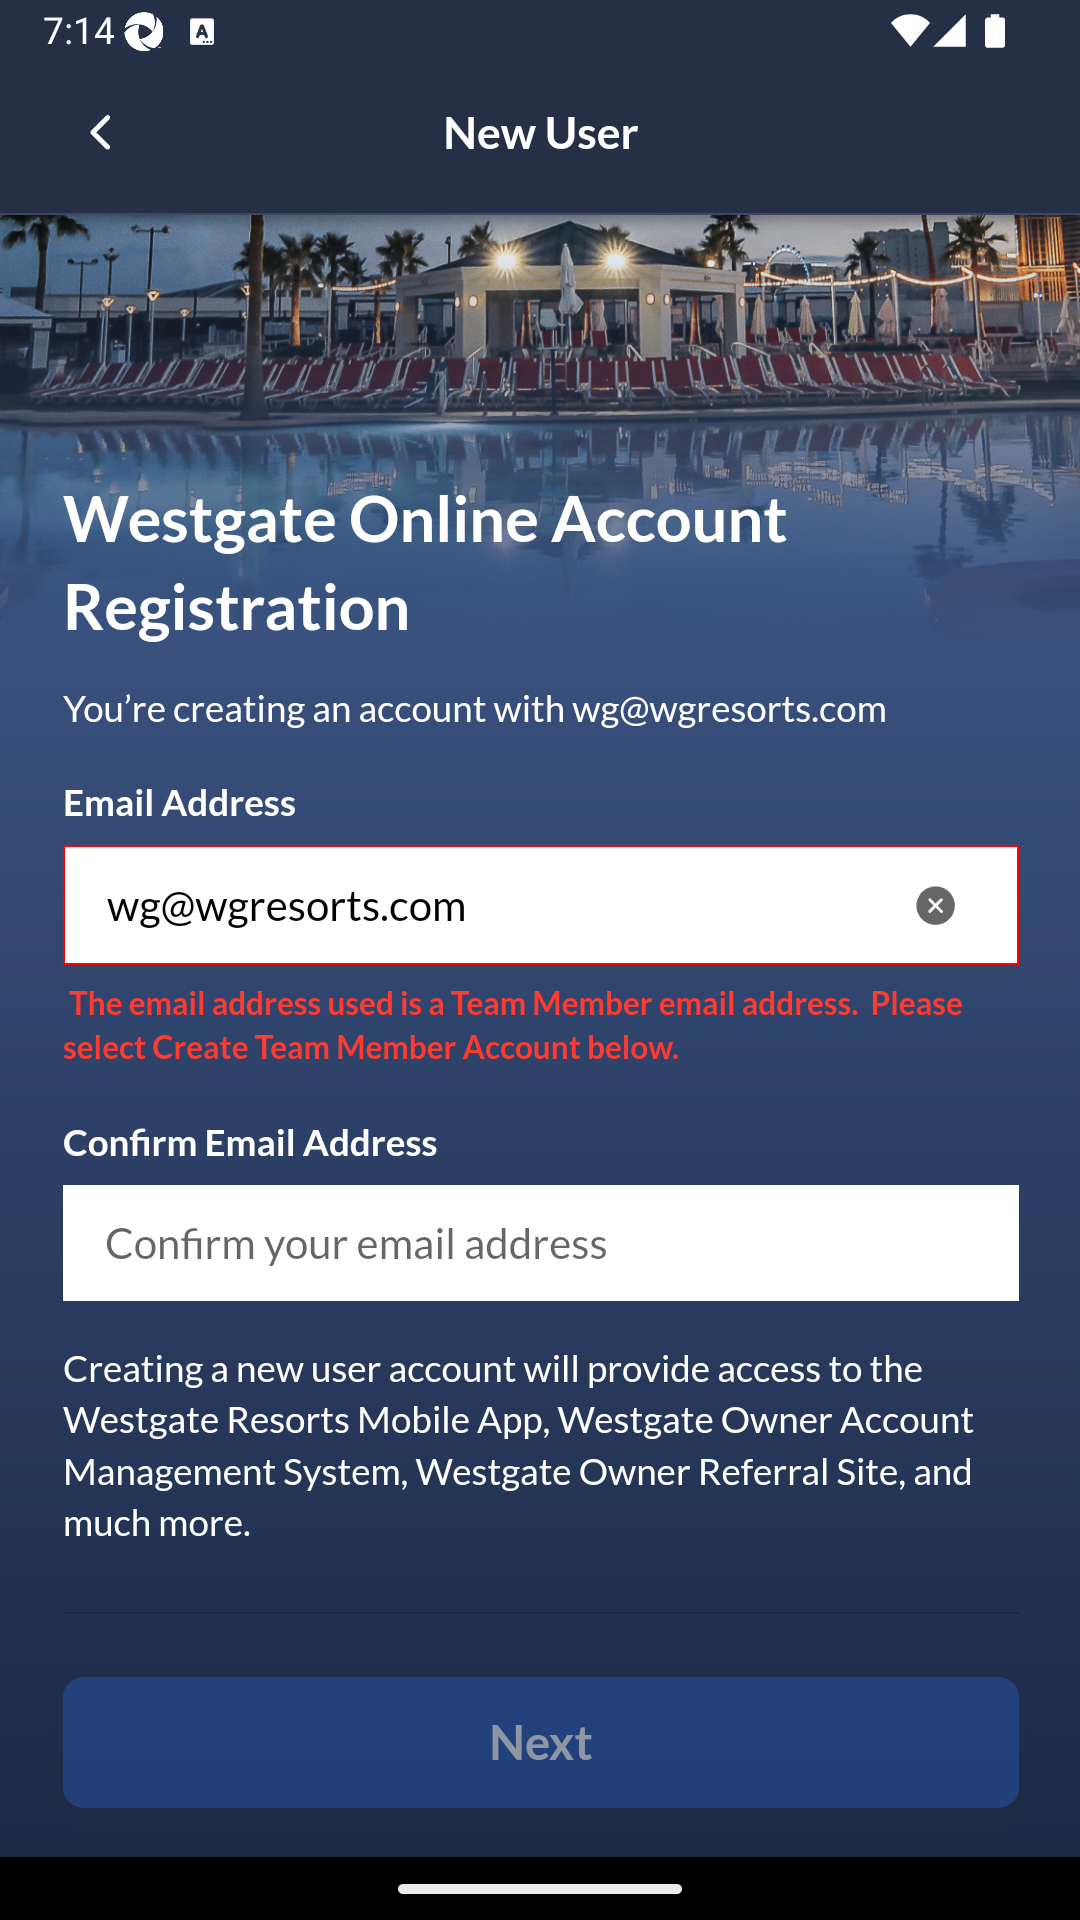 7:14
New User
Westgate Online Account
Registration
You’re creating an account with wg@wgresorts.com
Email Address
wg@wgresorts.com
The email address used is a Team Member email address.  Please
select Create Team Member Account below.
Confirm Email Address
Confirm your email address
Creating a new user account will provide access to the
Westgate Resorts Mobile App, Westgate Owner Account
Management System, Westgate Owner Referral Site, and
much more.
Next